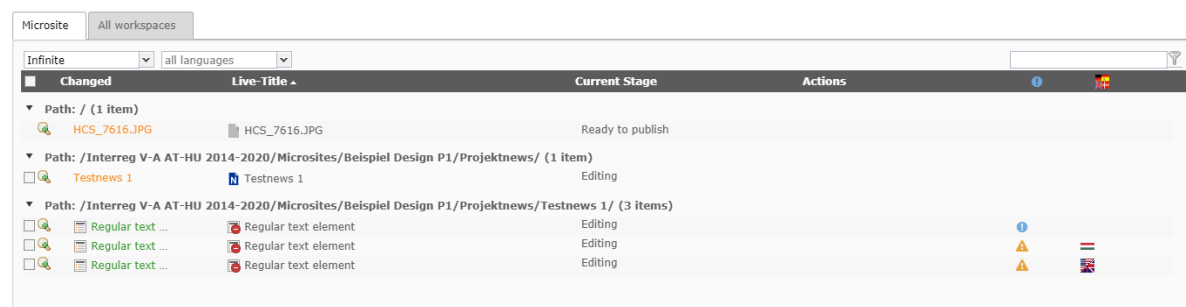 Microsite All workspaces
Infinite all languages
Changed Live-Title Current Stage Actions
Path: / (1 item)
HCS_7616.JPG HCS_7616.JPG Ready to publish
Path: /Interreg V-A AT-HU 2014-2020/Microsites/Beispiel Design P1/Projektnews/ (1 item)
Testnews 1 N Testnews 1 Editing
Path: /Interreg V-A AT-HU 2014-2020/Microsites/Beispiel Design P1/Projektnews/Testnews 1/ (3 items)
Regular text ... Regular text element Editing
Regular text ... Regular text element Editing
Regular text ... Regular text element Editing